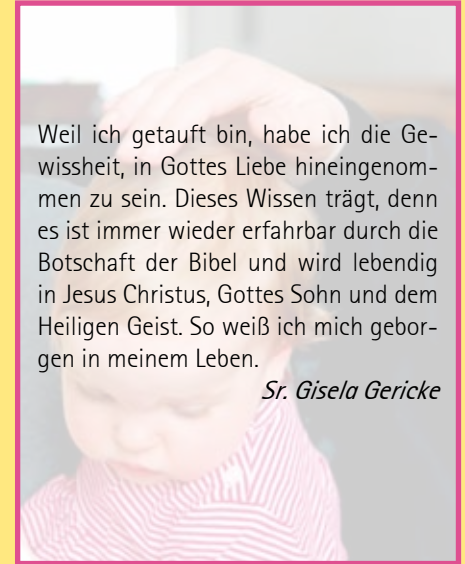 Weil ich getauft bin, habe ich die Ge-
wissheit, in Gottes Liebe hineingenom-
men zu sein. Dieses Wissen trägt, denn
es ist immer wieder erfahrbar durch die
Botschaft der Bibel und wird lebendig
in Jesus Christus, Gottes Sohn und dem
Heiligen Geist. So weiß ich mich gebor-
gen in meinem Leben.
Sr. Gisela Gericke